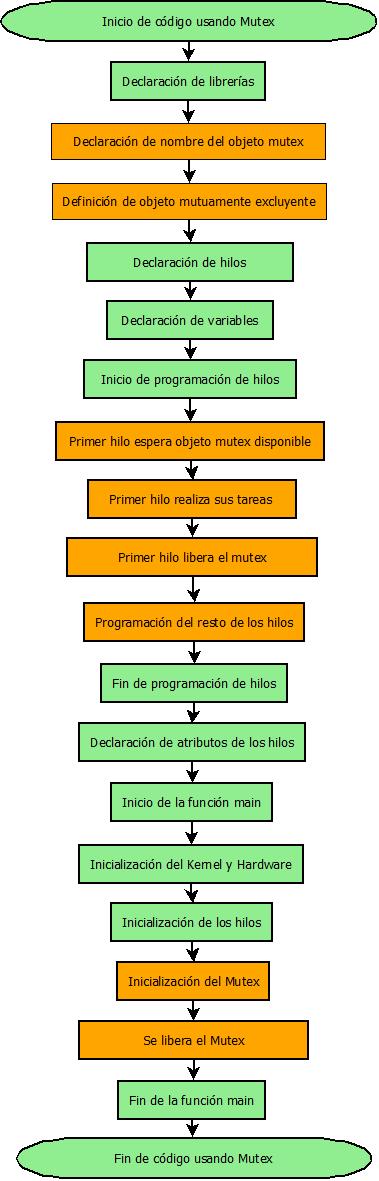 Inicio de código usando Mutex
Declaración de librerías
Declaración de nombre del objeto mutex
Definición de objeto mutuamente excluyente
Declaración de hilos
Declaración de variables
Inicio de programación de hilos
Primer hilo espera objeto mutex disponible
Primer hilo realiza sus tareas
Primer hilo libera el mutex
Programación del resto de los hilos
Fin de programación de hilos
Declaración de atributos de los hilos
Inicio de la función main
Inicialización del Kernel y Hardware
Inicialización de los hilos
Inicialización del Mutex
Se libera el Mutex
Fin de la función main
Fin de código usando Mutex